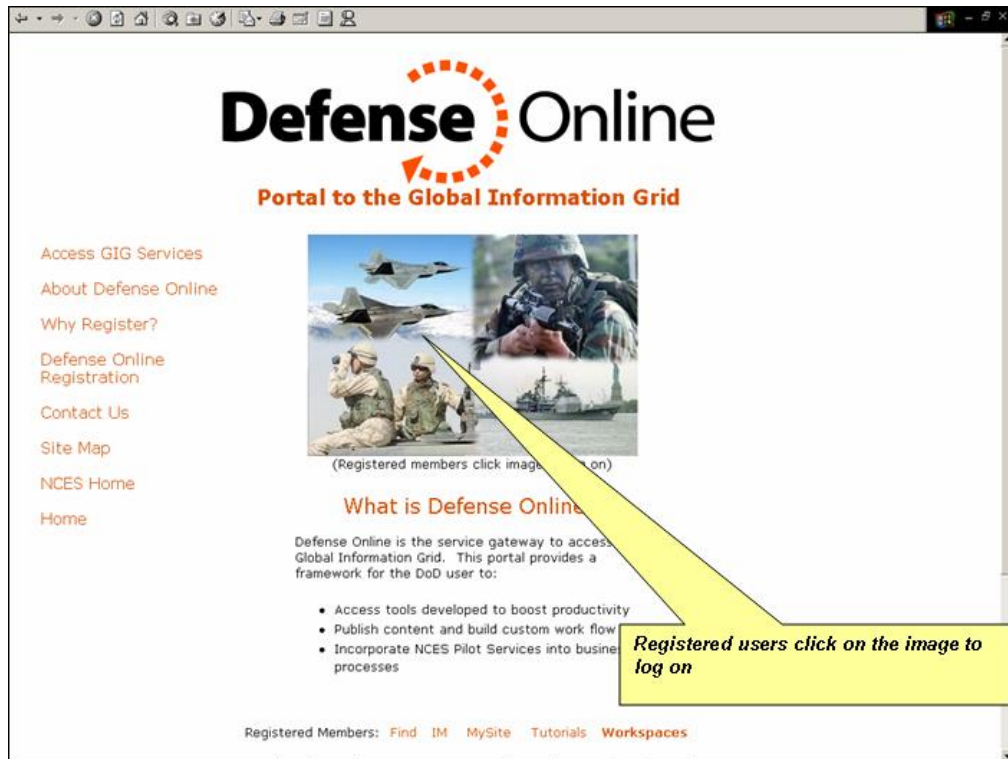 Defense Online
Portal to the Global Information Grid
Access GIG Services
About Defense Online
Why Register?
Defense Online
Registration
Contact Us
Site Map
NCES Home
Home
(Registered members click image on)
What is Defense Online
Defense Online is the service gateway to access
Global Information Grid. This portal provides a
framework for the DoD user to:
• Access tools developed to boost productivity
• Publish content and build custom work flow
• Incorporate NCES Pilot Services into
processes
Registered users click on the image to
log on
Registered Members: Find IM MySite Tutorials Workspaces